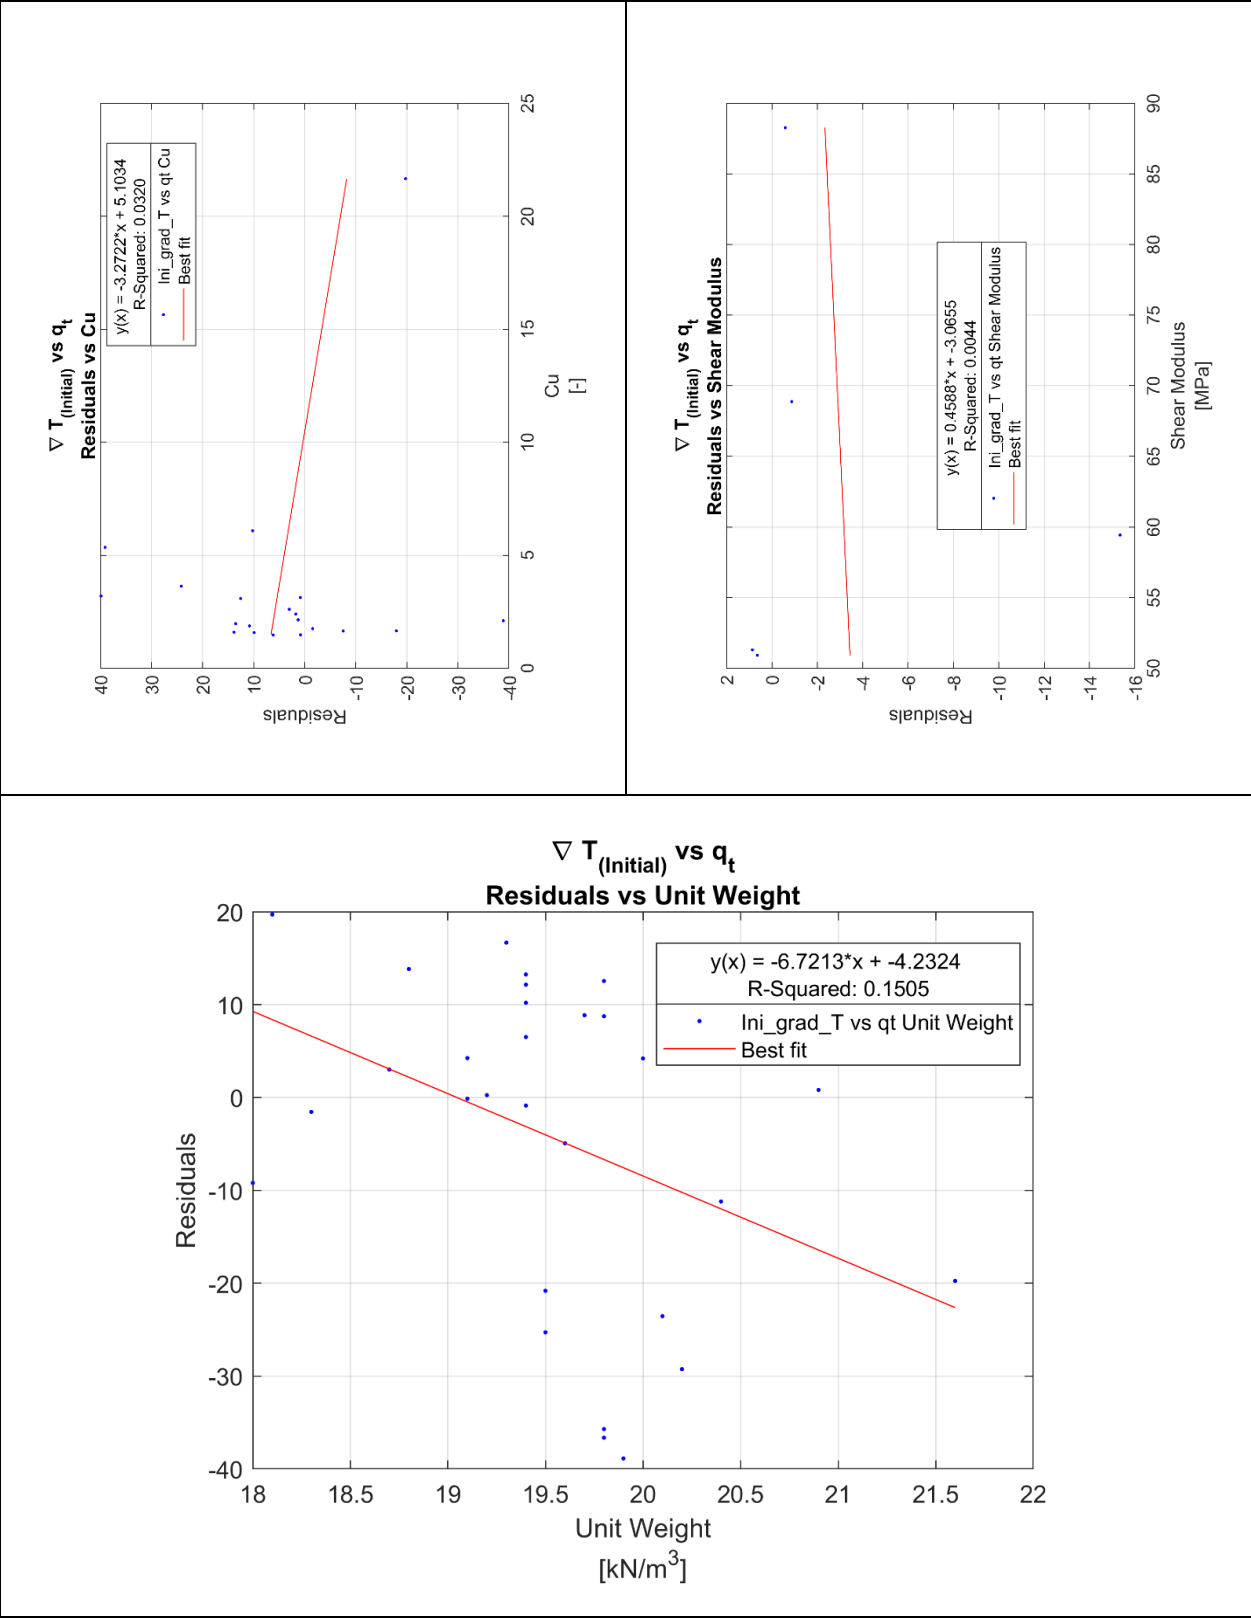 ∇ T(Initial) vs qt
Residuals vs Cu
y(x) = -3.2722*x + 5.1034
R-Squared: 0.0320
Ini_grad_T vs qt Cu
Best fit
40
30
20
10
0
-10
-20
-30
-40
Residuals
0
5
10
15
20
25
Cu
[-]
∇ T(Initial) vs qt
Residuals vs Shear Modulus
y(x) = 0.4588*x + -3.0655
R-Squared: 0.0044
Ini_grad_T vs qt Shear Modulus
Best fit
2
0
-2
-4
-6
-8
-10
-12
-14
-16
Residuals
50
55
60
65
70
75
80
85
90
Shear Modulus
[MPa]
∇ T(Initial) vs qt
Residuals vs Unit Weight
y(x) = -6.7213*x + -4.2324
R-Squared: 0.1505
Ini_grad_T vs qt Unit Weight
Best fit
20
10
0
-10
-20
-30
-40
Residuals
18 18.5 19 19.5 20 20.5 21 21.5 22
Unit Weight
[kN/m³]